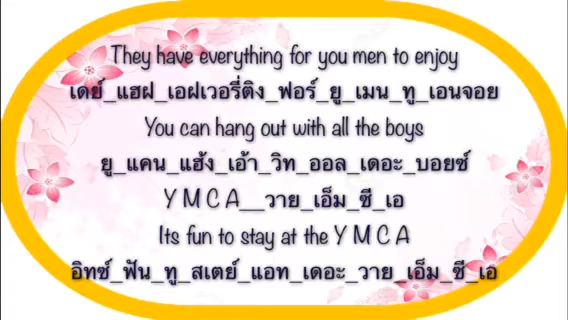 They have everything for you men to enjoy
เดย์_แฮฝ_เอฝเวอรี่ติง_ฟอร์_ยู_เมน_ทู_เอนจอย
You can hang out with all the boys
ยู_แคน_แฮ้ง_เอ้า_วิท_ออล_เดอะ_บอยซ์
Y M C A__วาย_เอ็ม_ซี_เอ
Its fun to stay at the Y M C A
อิทซ์_ฟัน_ทู_สเตย์_แอท_เดอะ_วาย_เอ็ม_ซี_เอ